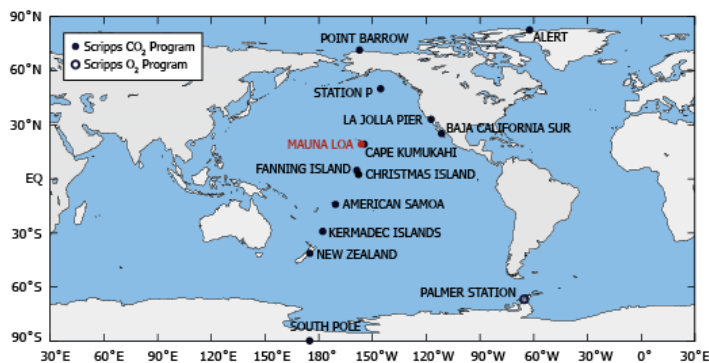 90°N
60°N
30°N
EQ
30°S
60°S
90°S
Scripps CO₂ Program
Scripps O₂ Program
POINT BARROW
ALERT
STATION P
LA JOLLA PIER
BAJA CALIFORNIA SUR
MAUNA LOA
CAPE KUMUKAHI
FANNING ISLAND
CHRISTMAS ISLAND
AMERICAN SAMOA
KERMADEC ISLANDS
NEW ZEALAND
PALMER STATION
SOUTH POLE
30°E 60°E 90°E 120°E 150°E 180° 150°W 120°W 90°W 60°W 30°W 0° 30°E